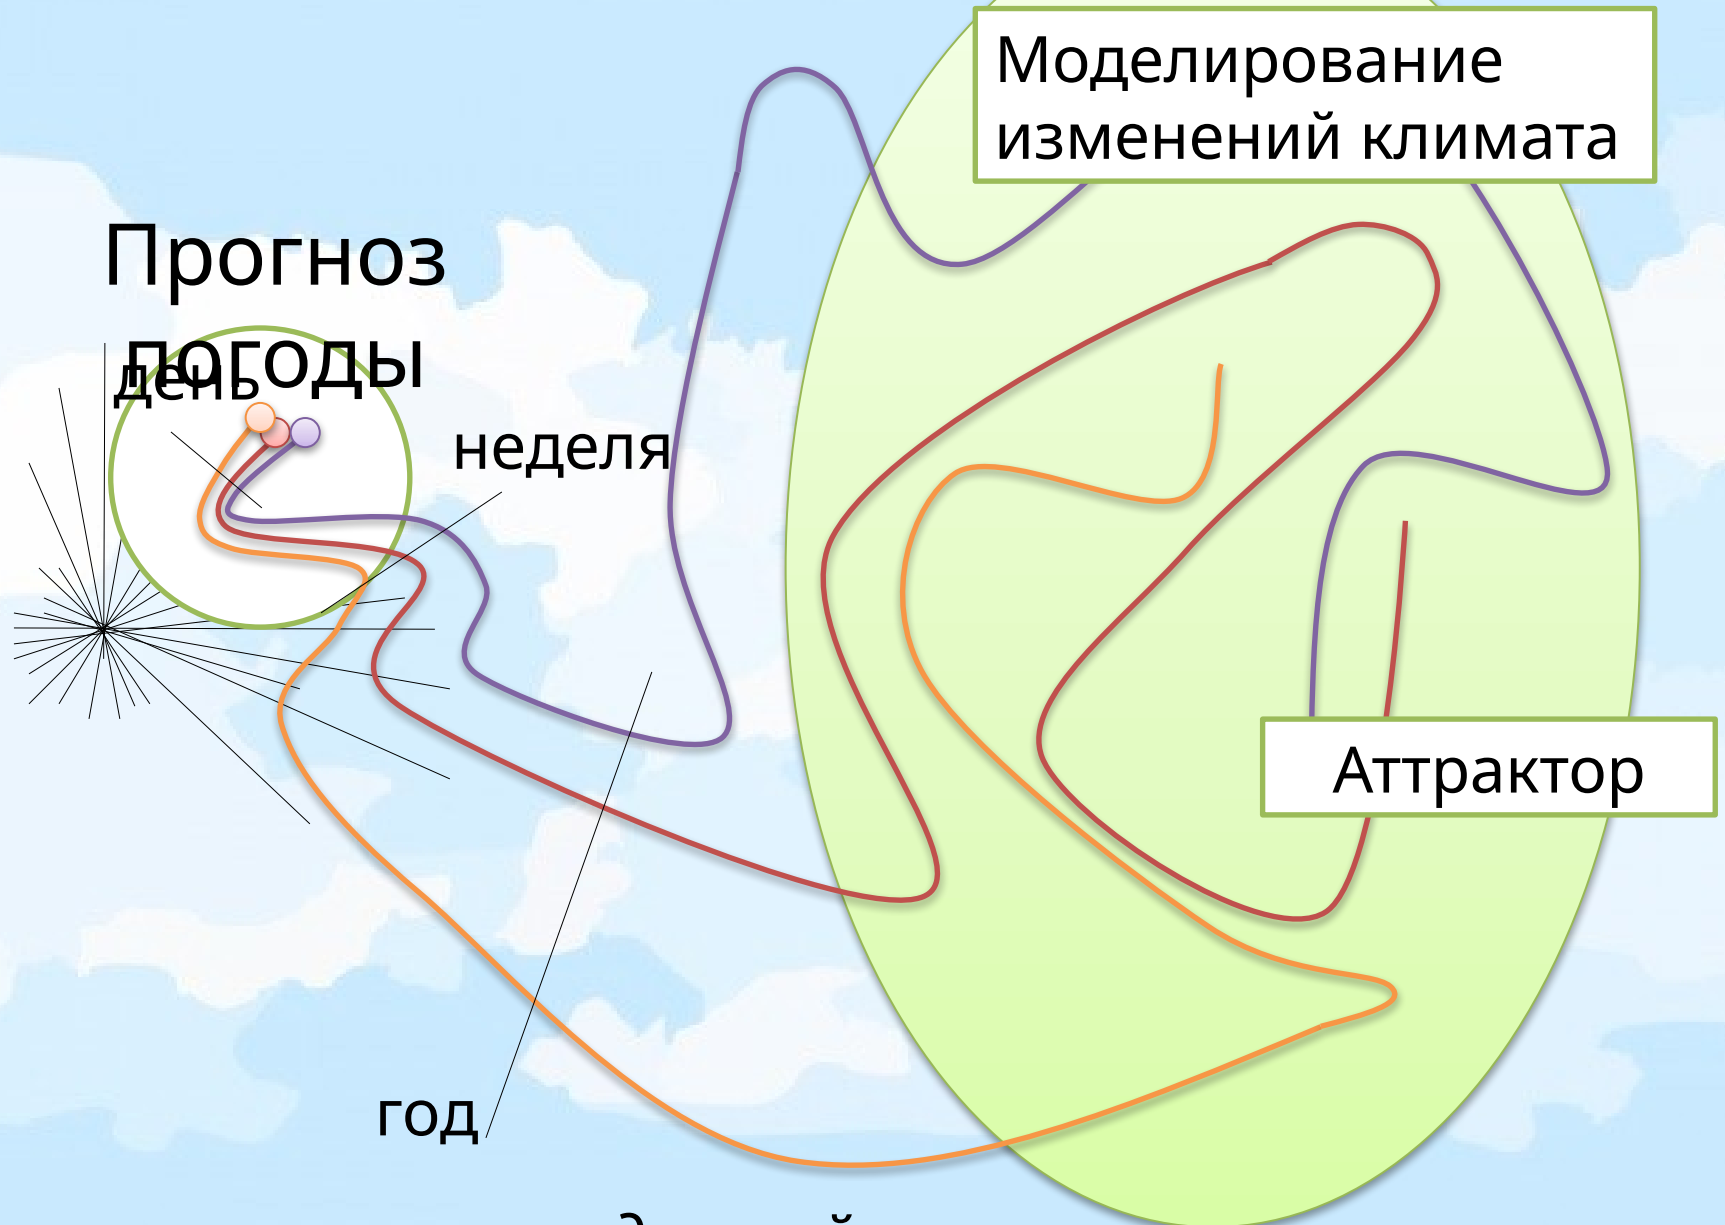 Моделирование
изменений климата
Прогноз
погоды
день
неделя
Аттрактор
год